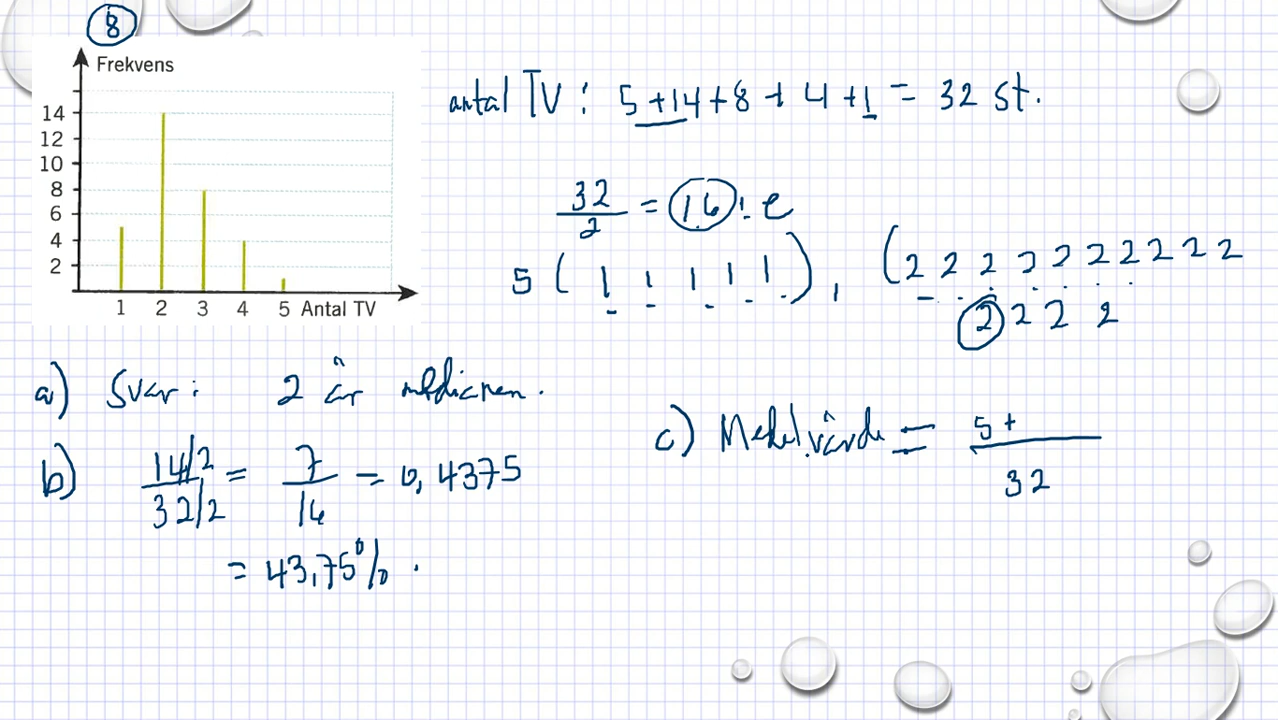 8
Frekvens
14
12
10
8
6
4
2
1 2 3 4 5 Antal TV
antal TV : 5 + 14 + 8 + 4 + 1 = 32 st.
32/2 = 16 : e
5 ( 1 1 1 1 1 ) , ( 2 2 2 2 2 2 2 2 2 2
2 2 2 2
a) Svar : 2 är medianen.
b) 14/2 / 32/2 = 7/16 = 0,4375
= 43,75 % .
c) Medelvärde = 5 + / 32